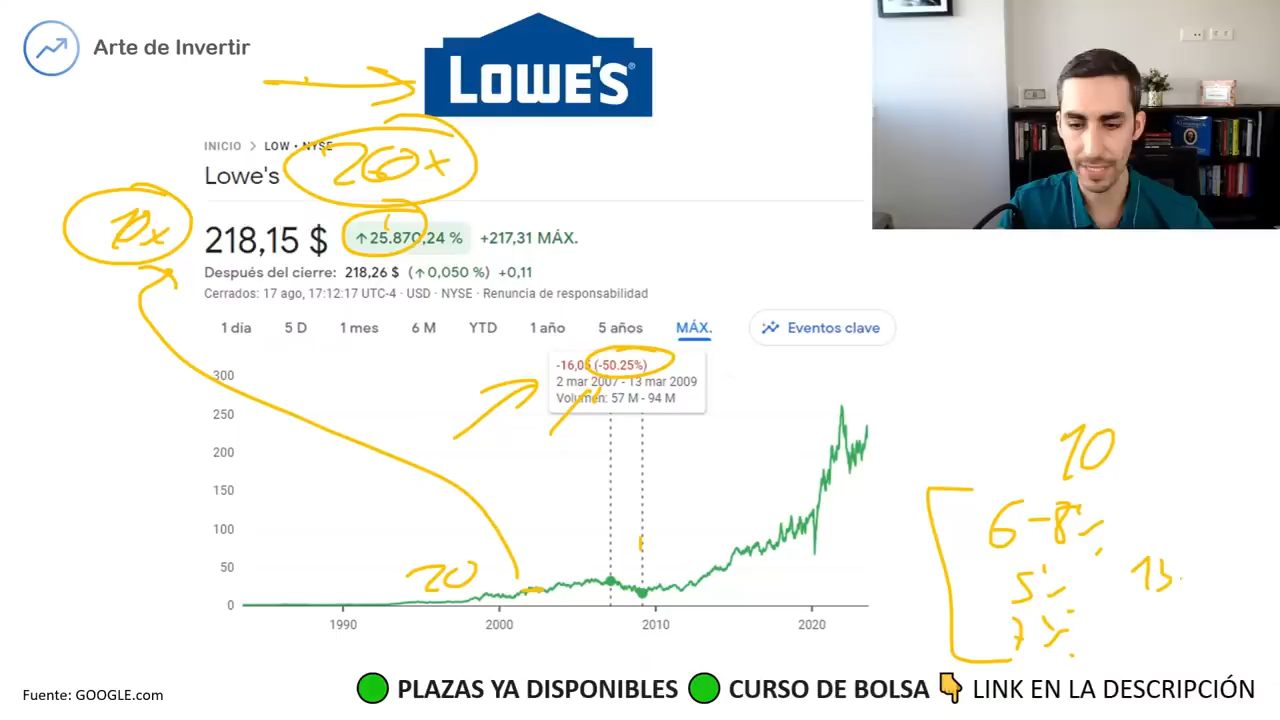 Arte de Invertir
LOWE'S®
INICIO > LOW • NYSE
Lowe's
260x
10x
218,15 $
↑ 25.870,24 %
+217,31 MÁX.
Después del cierre: 218,26 $ (↑ 0,050 %) +0,11
Cerrados: 17 ago, 17:12:17 UTC-4 · USD · NYSE · Renuncia de responsabilidad
1 día 5 D 1 mes 6 M YTD 1 año 5 años MÁX.
Eventos clave
-16,05 (-50.25%)
2 mar 2007 - 13 mar 2009
Volumen: 57 M - 94 M
300
250
200
150
100
50
0
1990 2000 2010 2020
20
10
6-8%
5%
7%
Fuente: GOOGLE.com
PLAZAS YA DISPONIBLES CURSO DE BOLSA LINK EN LA DESCRIPCIÓN